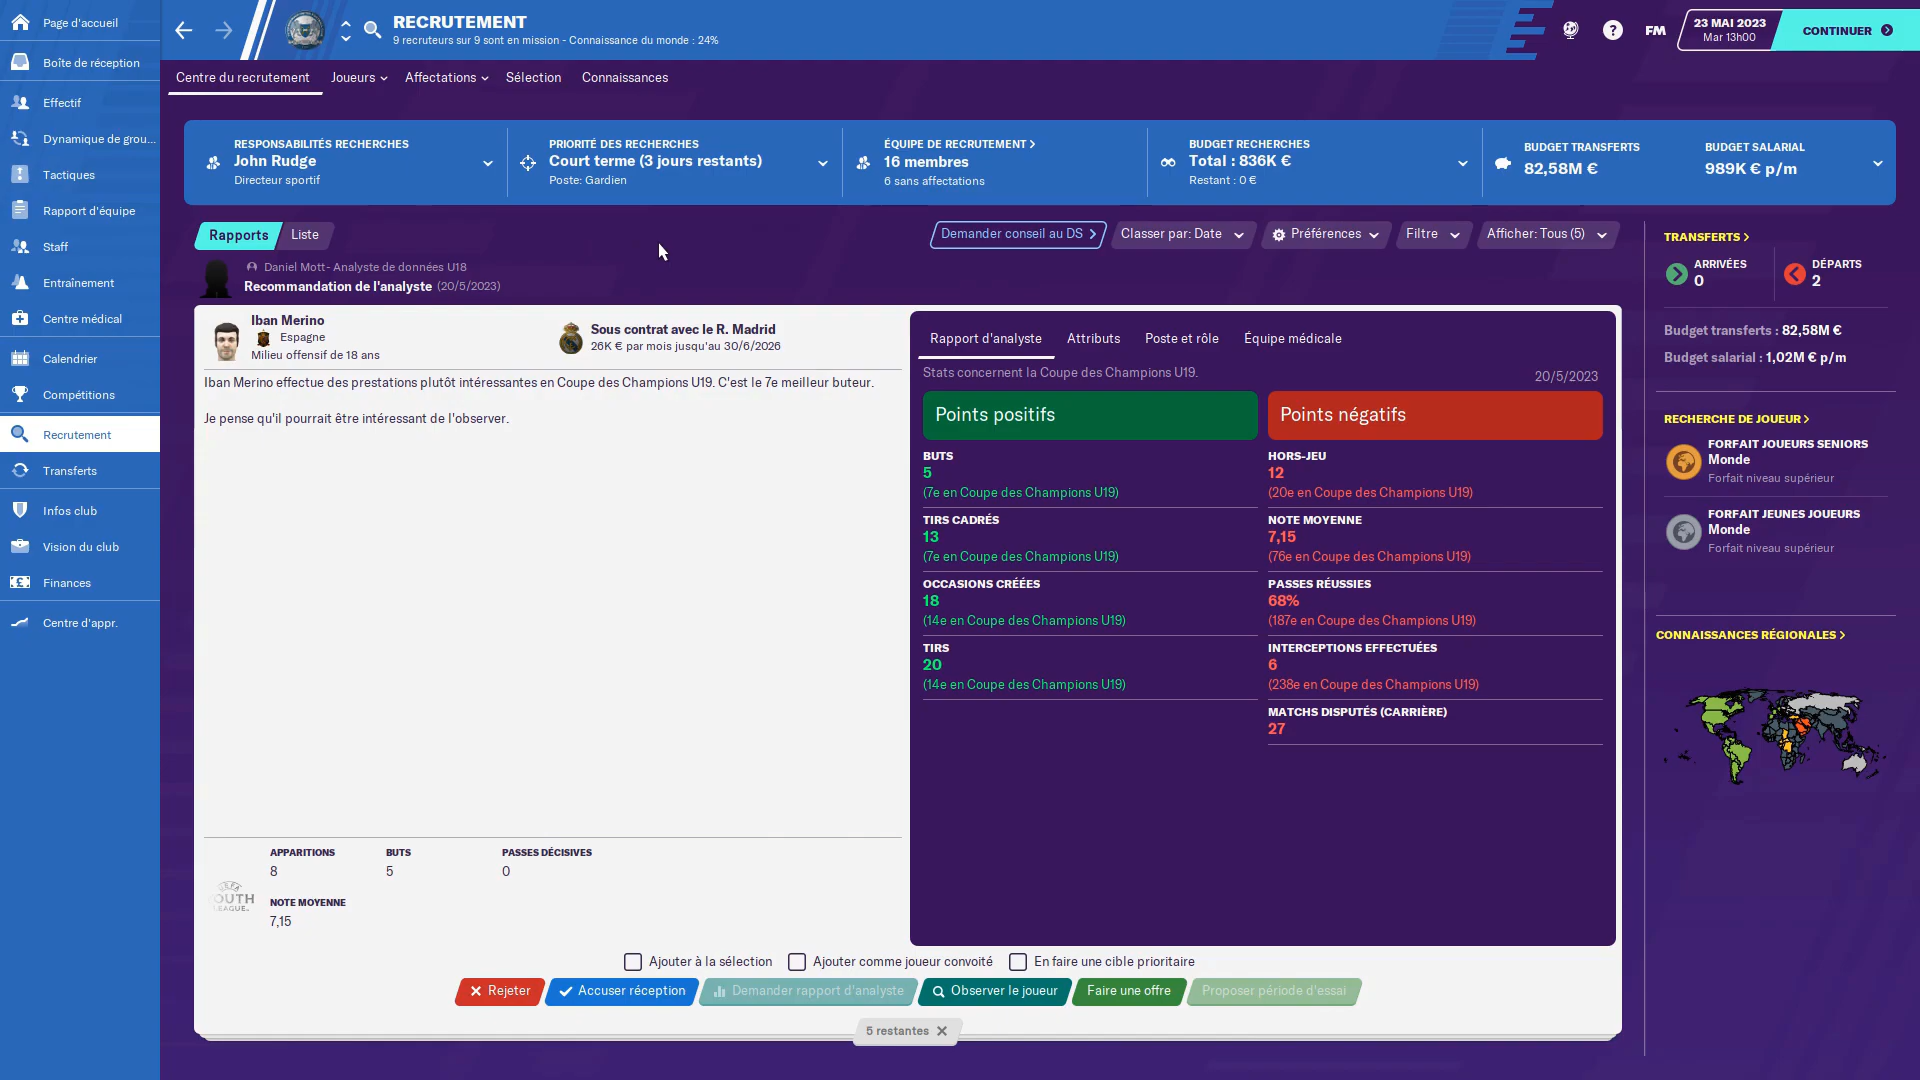 Page d'accueil
Boîte de réception
Effectif
Dynamique de grou...
Tactiques
Rapport d'équipe
Staff
Entraînement
Centre médical
Calendrier
Compétitions
Recrutement
Transferts
Infos club
Vision du club
Finances
Centre d'appr.
RECRUTEMENT
9 recruteurs sur 9 sont en mission - Connaissance du monde : 24%
FM
23 MAI 2023
Mar 13h00
CONTINUER
Centre du recrutement
Joueurs
Affectations
Sélection
Connaissances
RESPONSABILITÉS RECHERCHES
John Rudge
Directeur sportif
PRIORITÉ DES RECHERCHES
Court terme (3 jours restants)
Poste: Gardien
ÉQUIPE DE RECRUTEMENT >
16 membres
6 sans affectations
BUDGET RECHERCHES
Total : 836K €
Restant : 0 €
BUDGET TRANSFERTS
82,58M €
BUDGET SALARIAL
989K € p/m
Rapports
Liste
Demander conseil au DS >
Classer par: Date
Préférences
Filtre
Afficher: Tous (5)
Daniel Mott- Analyste de données U18
Recommandation de l'analyste (20/5/2023)
Iban Merino
Espagne
Milieu offensif de 18 ans
Sous contrat avec le R. Madrid
26K € par mois jusqu'au 30/6/2026
Iban Merino effectue des prestations plutôt intéressantes en Coupe des Champions U19. C'est le 7e meilleur buteur.
Je pense qu'il pourrait être intéressant de l'observer.
APPARITIONS
8
BUTS
5
PASSES DÉCISIVES
0
NOTE MOYENNE
7,15
Rapport d'analyste
Attributs
Poste et rôle
Équipe médicale
Stats concernent la Coupe des Champions U19.
20/5/2023
Points positifs
BUTS
5
(7e en Coupe des Champions U19)
TIRS CADRÉS
13
(7e en Coupe des Champions U19)
OCCASIONS CRÉÉES
18
(14e en Coupe des Champions U19)
TIRS
20
(14e en Coupe des Champions U19)
Points négatifs
HORS-JEU
12
(20e en Coupe des Champions U19)
NOTE MOYENNE
7,15
(76e en Coupe des Champions U19)
PASSES RÉUSSIES
68%
(187e en Coupe des Champions U19)
INTERCEPTIONS EFFECTUÉES
6
(238e en Coupe des Champions U19)
MATCHS DISPUTÉS (CARRIÈRE)
27
Ajouter à la sélection
Ajouter comme joueur convoité
En faire une cible prioritaire
Rejeter
Accuser réception
Demander rapport d'analyste
Observer le joueur
Faire une offre
Proposer période d'essai
5 restantes
TRANSFERTS >
ARRIVÉES
0
DÉPARTS
2
Budget transferts : 82,58M €
Budget salarial : 1,02M € p/m
RECHERCHE DE JOUEUR >
FORFAIT JOUEURS SENIORS
Monde
Forfait niveau supérieur
FORFAIT JEUNES JOUEURS
Monde
Forfait niveau supérieur
CONNAISSANCES RÉGIONALES >